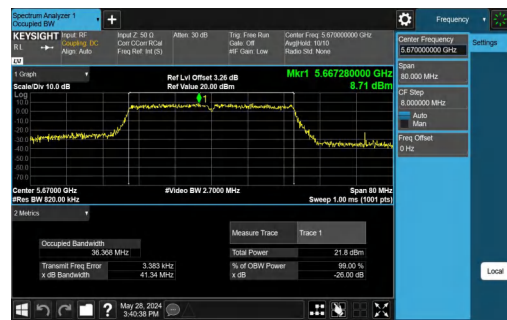 Spectrum Analyzer 1
Occupied BW
Frequency
KEYSIGHT
Input: RF
Input Z: 50 Ω
Atten: 30 dB
Trig: Free Run
Center Freq: 5.670000000 GHz
RL
Coupling: DC
Corr CCorr RCal
Gate: Off
Avg|Hold: 10/10
Align: Auto
Freq Ref: Int (S)
#IF Gain: Low
Radio Std: None
LV
Center Frequency
5.670000000 GHz
Settings
Span
80.000 MHz
CF Step
8.000000 MHz
Auto
Man
Freq Offset
0 Hz
Local
1 Graph
Scale/Div 10.0 dB
Ref Lvl Offset 3.26 dB
Ref Value 20.00 dBm
Mkr1 5.667280000 GHz
8.71 dBm
Log
10.0
0.00
-10.0
-20.0
-30.0
-40.0
-50.0
-60.0
-70.0
1
Center 5.67000 GHz
#Video BW 2.7000 MHz
Span 80 MHz
#Res BW 820.00 kHz
Sweep 1.00 ms (1001 pts)
2 Metrics
Measure Trace
Trace 1
Occupied Bandwidth
36.368 MHz
Total Power
21.8 dBm
Transmit Freq Error
3.383 kHz
% of OBW Power
99.00 %
x dB Bandwidth
41.34 MHz
x dB
-26.00 dB
May 28, 2024
3:40:38 PM